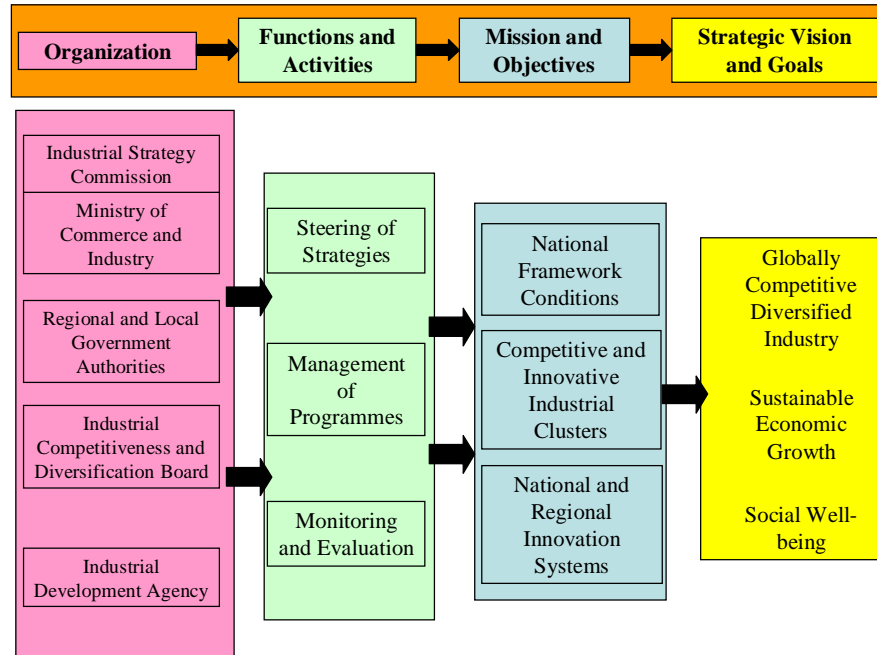 Organization
Functions and
Activities
Mission and
Objectives
Strategic Vision
and Goals
Industrial Strategy
Commission
Ministry of
Commerce and
Industry
Regional and Local
Government
Authorities
Industrial
Competitiveness and
Diversification Board
Industrial
Development Agency
Steering of
Strategies
Management
of
Programmes
Monitoring
and Evaluation
National
Framework
Conditions
Competitive and
Innovative
Industrial
Clusters
National and
Regional
Innovation
Systems
Globally
Competitive
Diversified
Industry
Sustainable
Economic
Growth
Social Well-
being